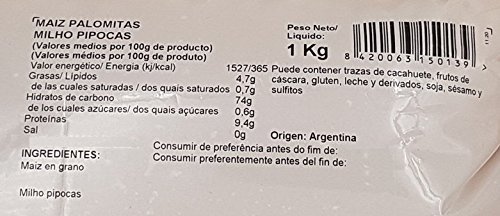 MAIZ PALOMITAS
MILHO PIPOCAS
(Valores medios por 100g de producto)
(Valores médios por 100g de produto)
Valor energético/ Energia (kj/kcal) 1527/365
Grasas/ Lípidos 4,7g
de las cuales saturadas / dos quais saturados 0,7g
Hidratos de carbono 74g
de los cuales azúcares/ dos quais açúcares 0,6g
Proteínas 9,4g
Sal 0g
Peso Neto/
Liquido:
1 Kg
8 420063 150139
Puede contener trazas de cacahuete, frutos de
cáscara, gluten, leche y derivados, soja, sésamo y
sulfitos
Origen: Argentina
Consumir de preferência antes do fim de:
Consumir preferentemente antes del fin de:
INGREDIENTES:
Maiz en grano
Milho pipocas